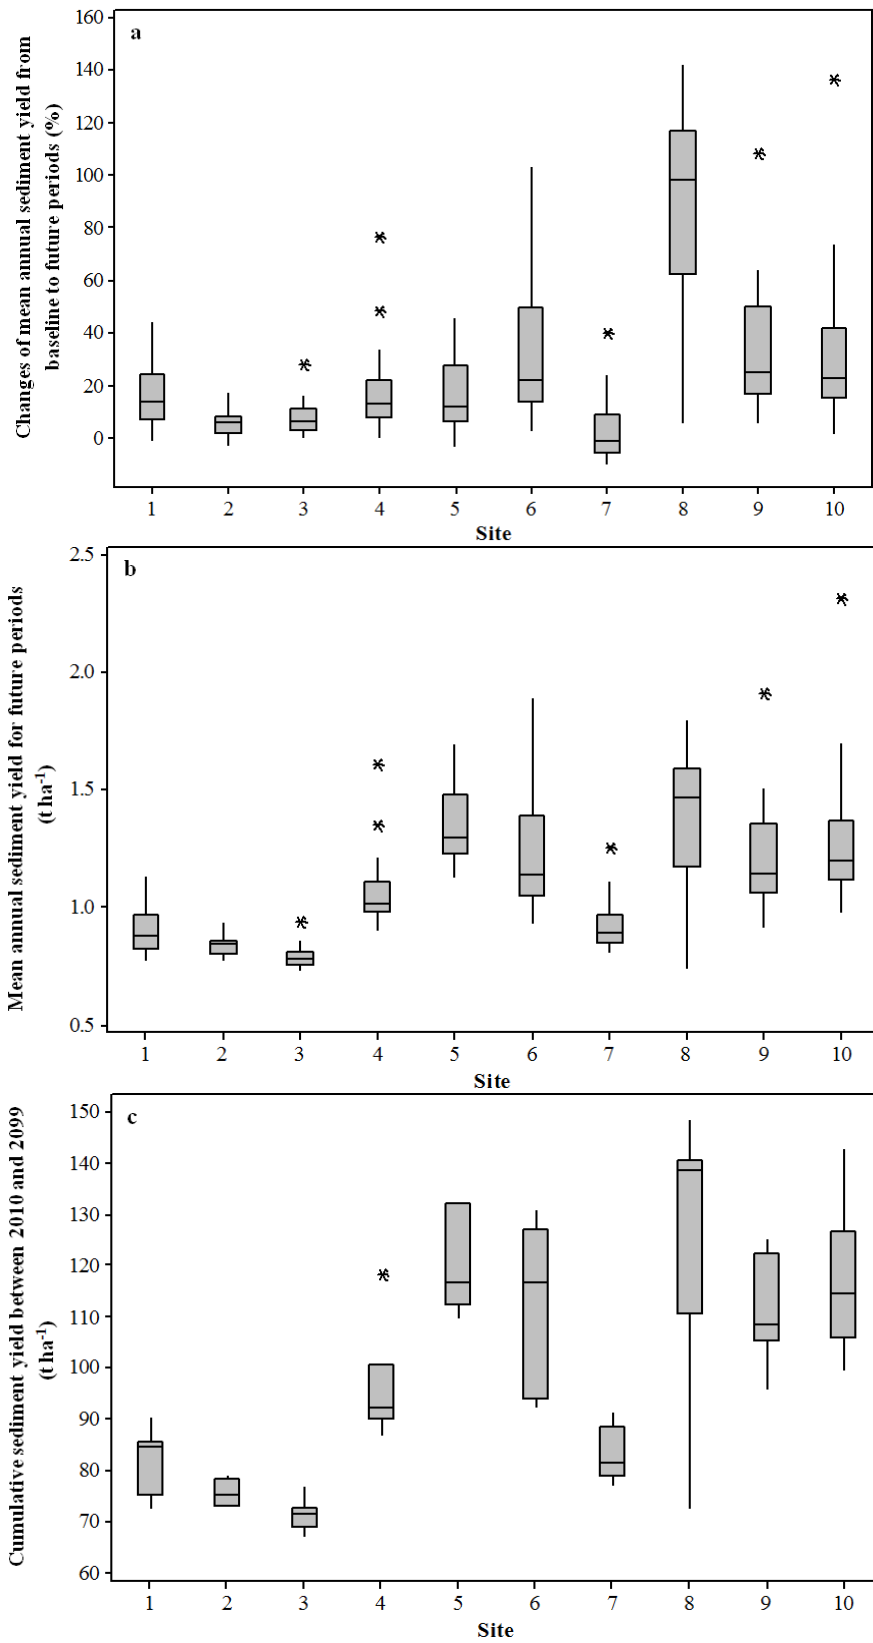 a
Changes of mean annual sediment yield from
baseline to future periods (%)
160
140
120
100
80
60
40
20
0
1 2 3 4 5 6 7 8 9 10
Site
b
Mean annual sediment yield for future periods
(t ha⁻¹)
2.5
2.0
1.5
1.0
0.5
1 2 3 4 5 6 7 8 9 10
Site
c
Cumulative sediment yield between 2010 and 2099
(t ha⁻¹)
150
140
130
120
110
100
90
80
70
60
1 2 3 4 5 6 7 8 9 10
Site